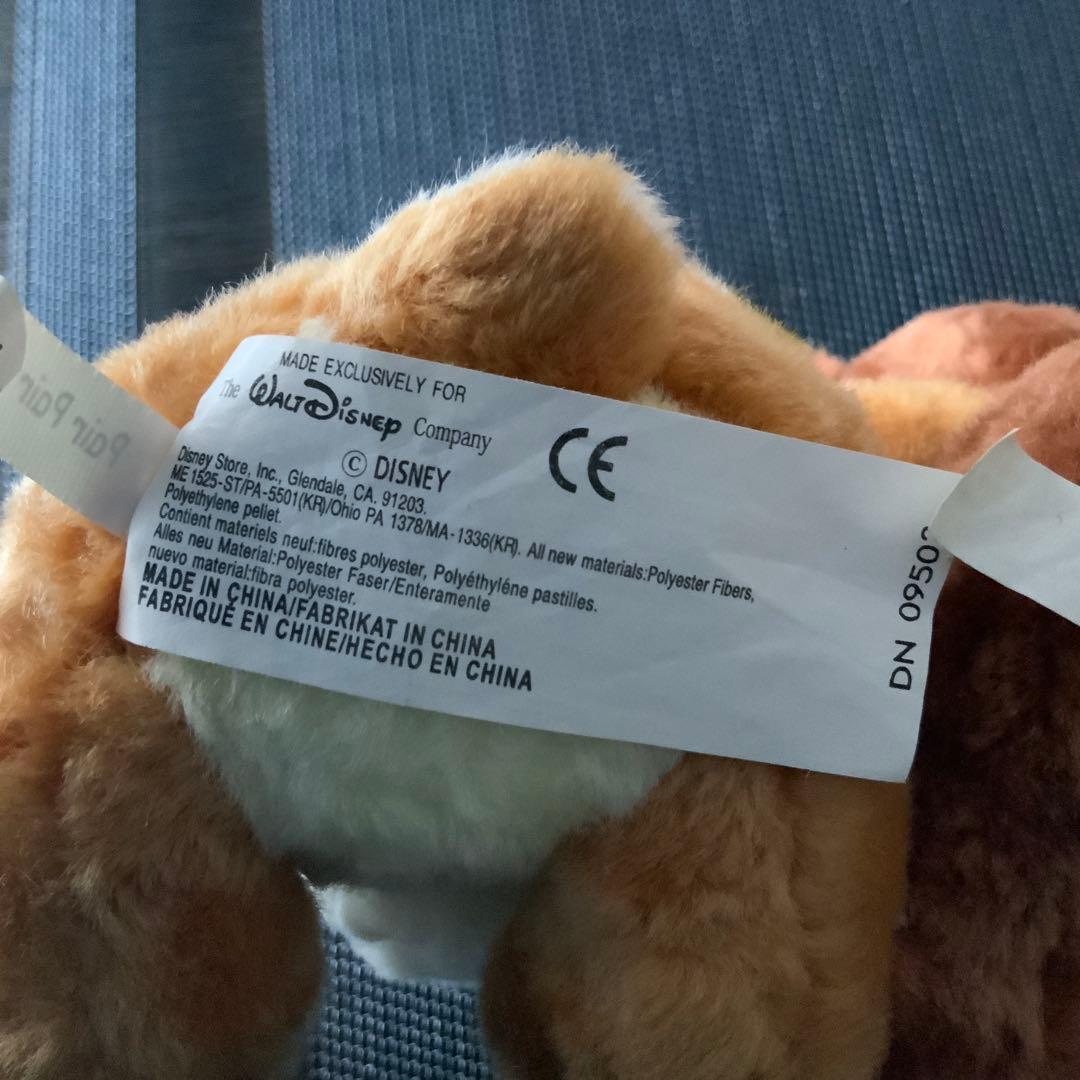 MADE EXCLUSIVELY FOR
The WALT DISNEY Company
© DISNEY
CE
Disney Store, Inc., Glendale, CA. 91203.
ME 1525-ST/PA-5501(KR)/Ohio PA 1378/MA-1336(KR). All new materials:Polyester Fibers,
Polyethylene pellet.
Contient materiels neuf:fibres polyester, Polyéthyléne pastilles.
Alles neu Material:Polyester Faser/Enteramente
nuevo material:fibra polyester.
MADE IN CHINA/FABRIKAT IN CHINA
FABRIQUÉ EN CHINE/HECHO EN CHINA
DN
Pair Pair